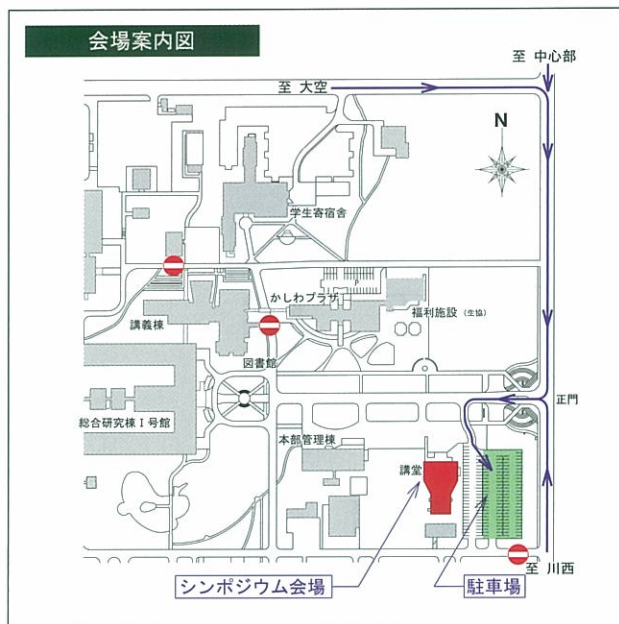 会場案内図
至 中心部
至 大空
N
学生寄宿舎
P
かしわプラザ
福利施設 (生協)
講義棟
図書館
正門
総合研究棟Ⅰ号館
本部管理棟
講堂
至 川西
シンポジウム会場
駐車場